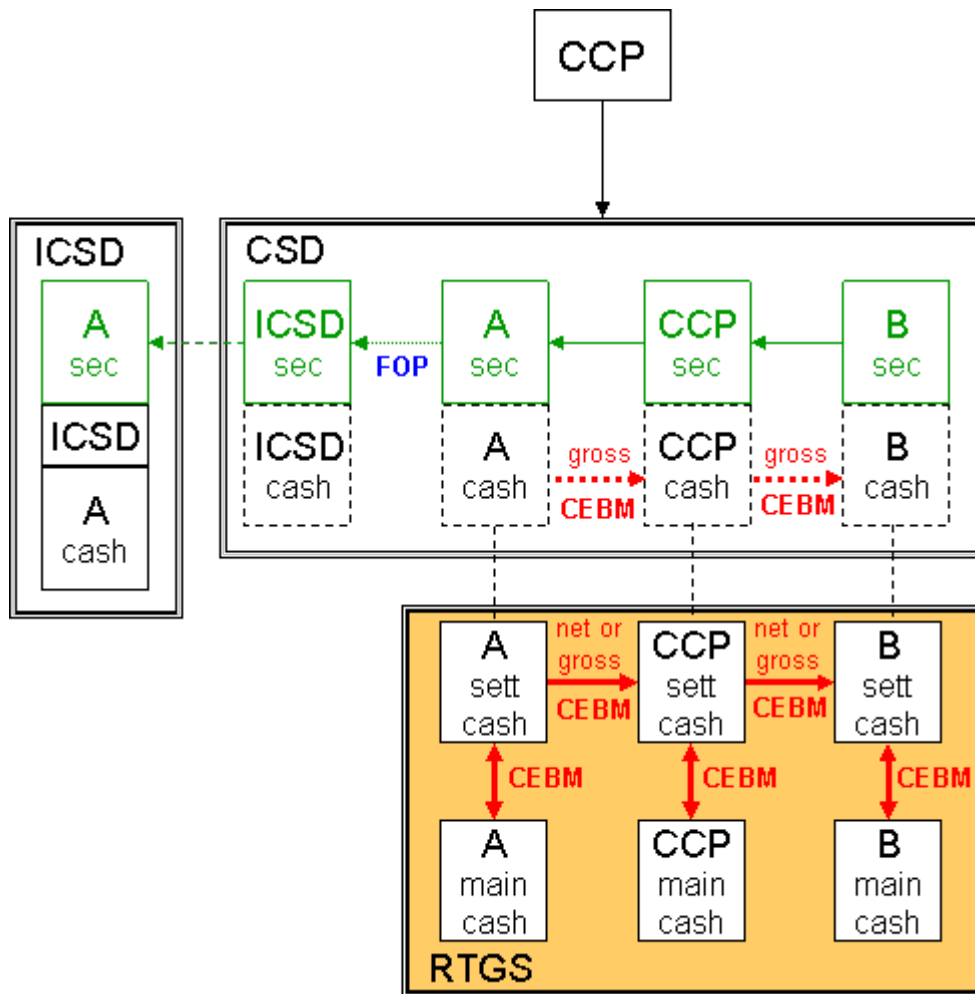 CCP
ICSD
A
sec
ICSD
A
cash
CSD
ICSD
sec
FOP
A
sec
CCP
sec
B
sec
ICSD
cash
A
cash
gross
CEBM
CCP
cash
gross
CEBM
B
cash
A
sett
cash
net or
gross
CEBM
CCP
sett
cash
net or
gross
CEBM
B
sett
cash
CEBM
CEBM
CEBM
A
main
cash
CCP
main
cash
B
main
cash
RTGS